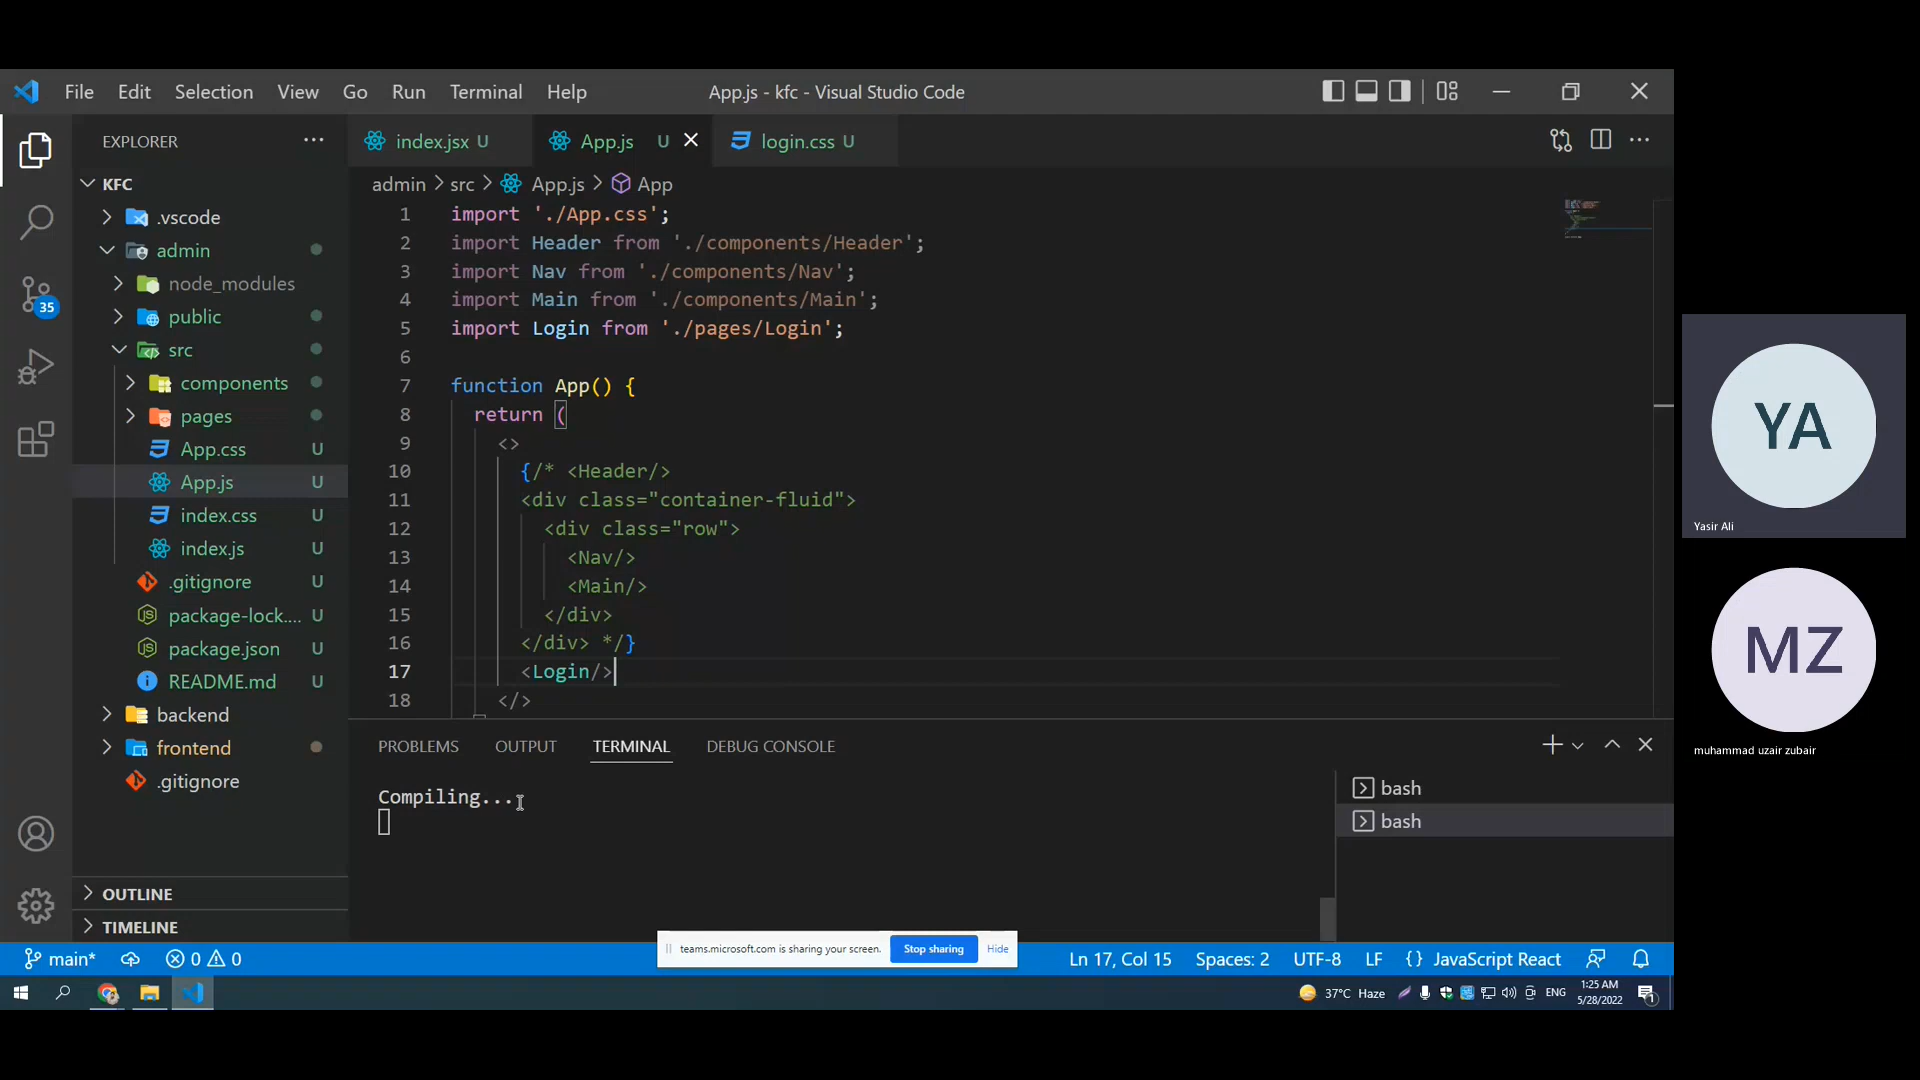 File Edit Selection View Go Run Terminal Help
App.js - kfc - Visual Studio Code
EXPLORER
index.jsx U
App.js U
login.css U
KFC
.vscode
admin
node_modules
public
src
components
pages
App.css U
App.js U
index.css U
index.js U
.gitignore U
package-lock.... U
package.json U
README.md U
backend
frontend
.gitignore
OUTLINE
TIMELINE
35
admin > src > App.js > App
1 import './App.css';
2 import Header from './components/Header';
3 import Nav from './components/Nav';
4 import Main from './components/Main';
5 import Login from './pages/Login';
6
7 function App() {
8 return (
9 <>
10 {/* <Header/>
11 <div class="container-fluid">
12 <div class="row">
13 <Nav/>
14 <Main/>
15 </div>
16 </div> */}
17 <Login/>
18 </>
PROBLEMS OUTPUT TERMINAL DEBUG CONSOLE
Compiling...
bash
bash
teams.microsoft.com is sharing your screen. Stop sharing Hide
main* 0 0
Ln 17, Col 15 Spaces: 2 UTF-8 LF {} JavaScript React
37°C Haze ENG
1:25 AM
5/28/2022
1
YA
Yasir Ali
MZ
muhammad uzair zubair